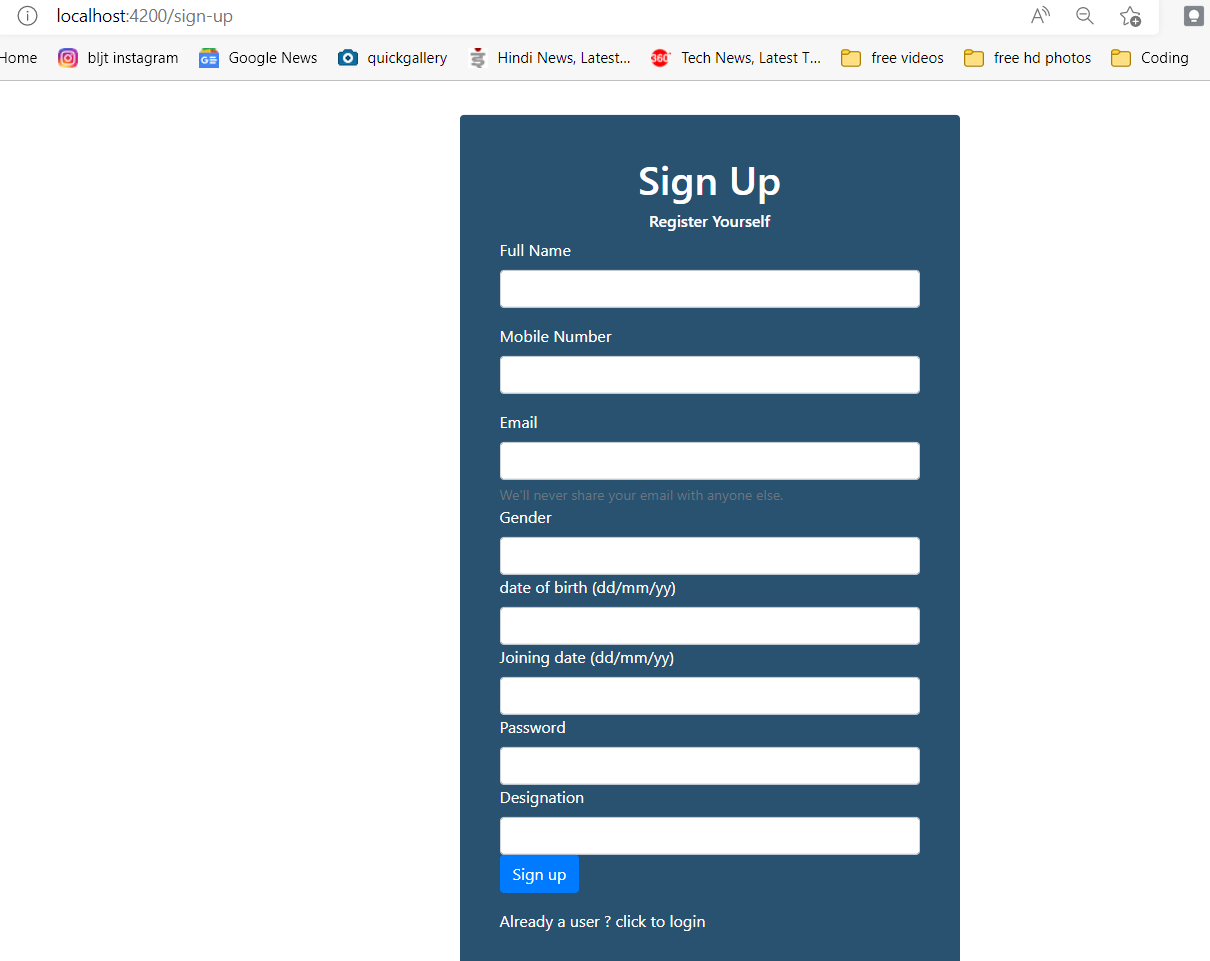 localhost:4200/sign-up
Home bljt instagram Google News quickgallery Hindi News, Latest... 360 Tech News, Latest T... free videos free hd photos Coding
Sign Up
Register Yourself
Full Name
Mobile Number
Email
We'll never share your email with anyone else.
Gender
date of birth (dd/mm/yy)
Joining date (dd/mm/yy)
Password
Designation
Sign up
Already a user ? click to login